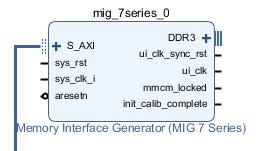 mig_7series_0
S_AXI
sys_rst
sys_clk_i
aresetn
DDR3
ui_clk_sync_rst
ui_clk
mmcm_locked
init_calib_complete
Memory Interface Generator (MIG 7 Series)